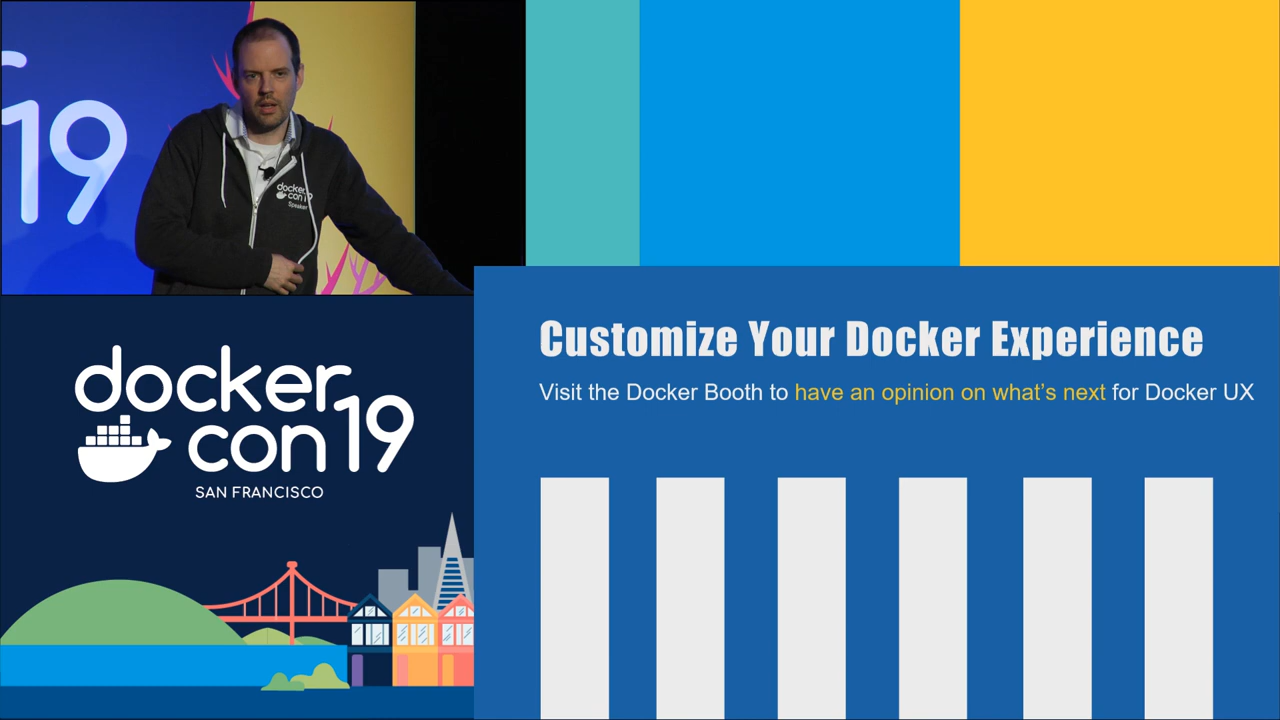 19
docker
con 19
Speaker
docker
con 19
SAN FRANCISCO
Customize Your Docker Experience
Visit the Docker Booth to have an opinion on what's next for Docker UX